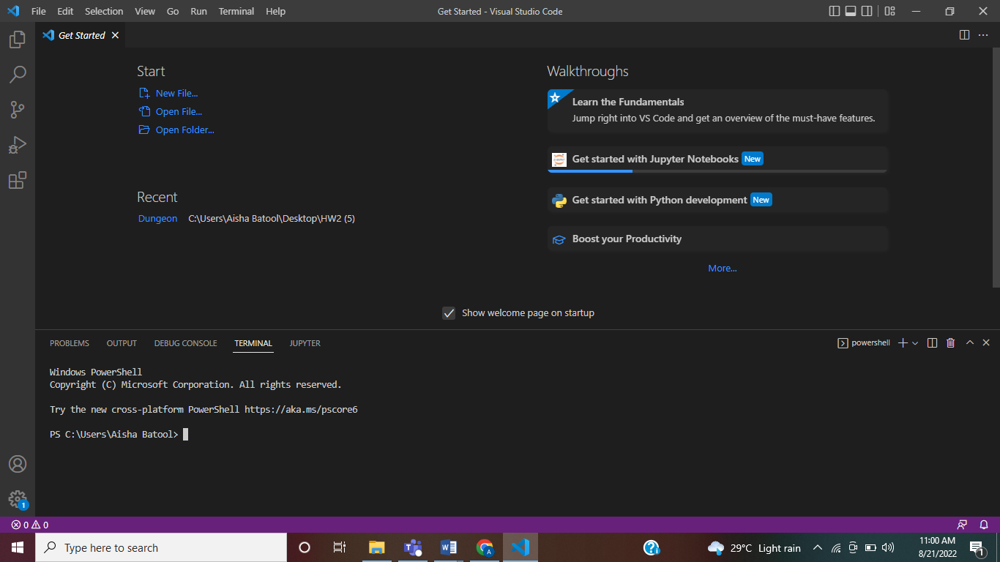 File Edit Selection View Go Run Terminal Help
Get Started - Visual Studio Code
Get Started
Start
New File...
Open File...
Open Folder...
Recent
Dungeon C:\Users\Aisha Batool\Desktop\HW2 (5)
Walkthroughs
Learn the Fundamentals
Jump right into VS Code and get an overview of the must-have features.
Get started with Jupyter Notebooks New
Get started with Python development New
Boost your Productivity
More...
Show welcome page on startup
PROBLEMS OUTPUT DEBUG CONSOLE TERMINAL JUPYTER
powershell
Windows PowerShell
Copyright (C) Microsoft Corporation. All rights reserved.
Try the new cross-platform PowerShell https://aka.ms/pscore6
PS C:\Users\Aisha Batool>
1
0 0
Type here to search
29°C Light rain
11:00 AM
8/21/2022
1